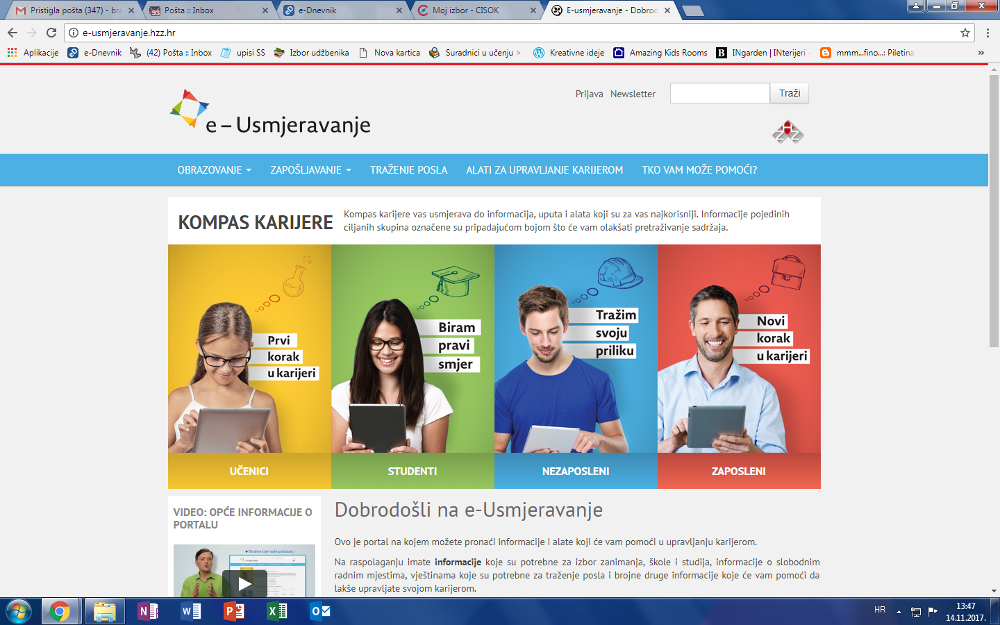 Pristigla pošta (347) - bra
Pošta :: Inbox
e-Dnevnik
Moj izbor - CISOK
E-usmjeravanje - Dobrod
e-usmjeravanje.hzz.hr
Aplikacije
e-Dnevnik
(42) Pošta :: Inbox
upisi SS
Izbor udžbenika
Nova kartica
Suradnici u učenju >
Kreativne ideje
Amazing Kids Rooms
INgarden | INterijeri -
mmm...fino...: Piletina
»
Prijava Newsletter
Traži
e – Usmjeravanje
HZZ
OBRAZOVANJE
ZAPOŠLJAVANJE
TRAŽENJE POSLA
ALATI ZA UPRAVLJANJE KARIJEROM
TKO VAM MOŽE POMOĆI?
KOMPAS KARIJERE
Kompas karijere vas usmjerava do informacija, uputa i alata koji su za vas najkorisniji. Informacije pojedinih
ciljanih skupina označene su pripadajućom bojom što će vam olakšati pretraživanje sadržaja.
Prvi
korak
u karijeri
UČENICI
Biram
pravi
smjer
STUDENTI
Tražim
svoju
priliku
NEZAPOSLENI
Novi
korak
u karijeri
ZAPOSLENI
VIDEO: OPĆE INFORMACIJE O
PORTALU
Dobrodošli na e-Usmjeravanje
Ovo je portal na kojem možete pronaći informacije i alate koji će vam pomoći u upravljanju karijerom.
Na raspolaganju imate informacije koje su potrebne za izbor zanimanja, škole i studija, informacije o slobodnim
radnim mjestima, vještinama koje su potrebne za traženje posla i brojne druge informacije koje će vam pomoći da
lakše upravljate svojom karijerom.
HR
13:47
14.11.2017.